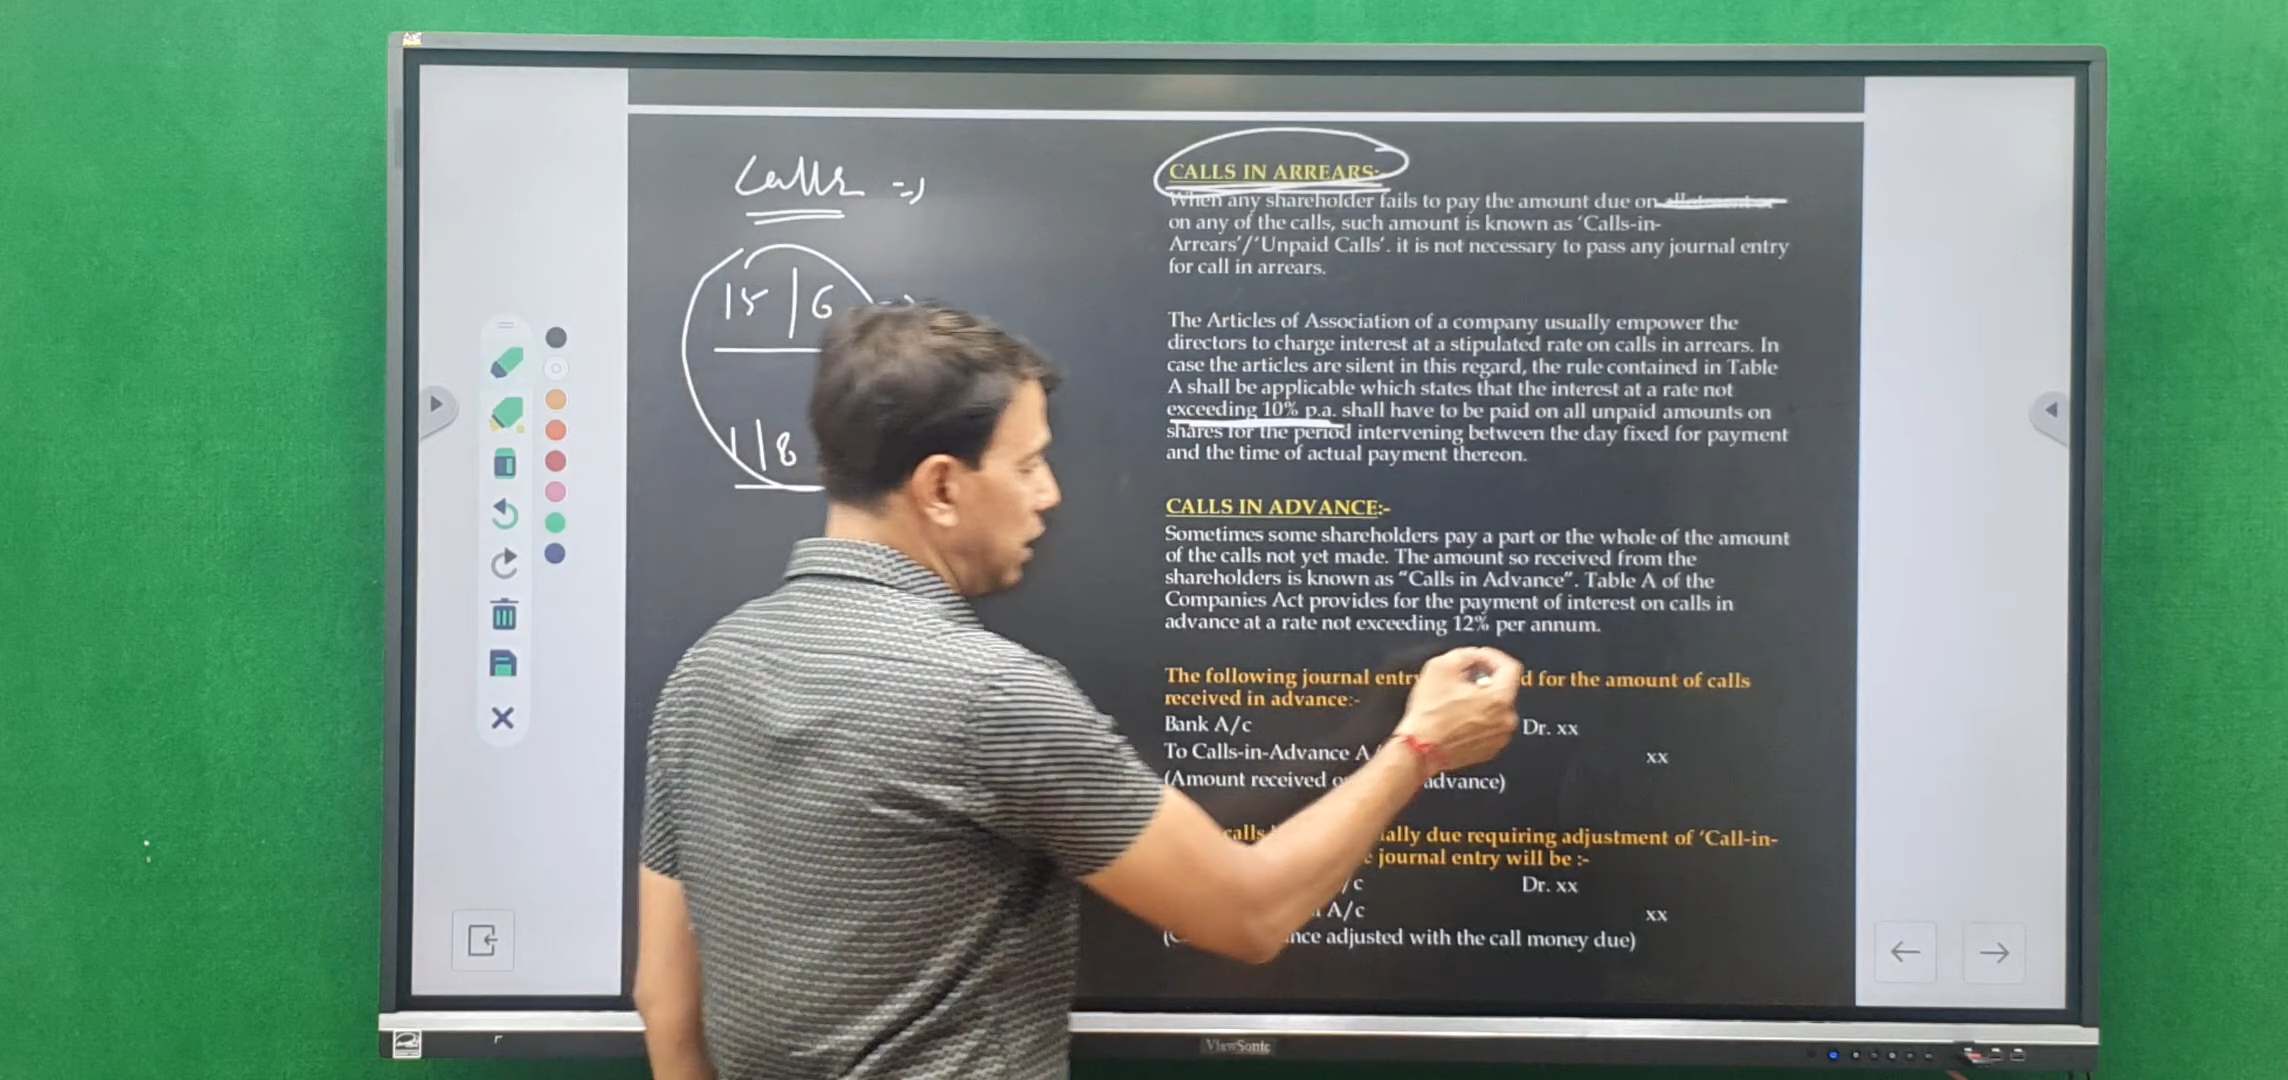 Calls
15/6
1/8
CALLS IN ARREARS:-
When any shareholder fails to pay the amount due on allotment or
on any of the calls, such amount is known as ‘Calls-in-
Arrears’/‘Unpaid Calls’. it is not necessary to pass any journal entry
for call in arrears.
The Articles of Association of a company usually empower the
directors to charge interest at a stipulated rate on calls in arrears. In
case the articles are silent in this regard, the rule contained in Table
A shall be applicable which states that the interest at a rate not
exceeding 10% p.a. shall have to be paid on all unpaid amounts on
shares for the period intervening between the day fixed for payment
and the time of actual payment thereon.
CALLS IN ADVANCE:-
Sometimes some shareholders pay a part or the whole of the amount
of the calls not yet made. The amount so received from the
shareholders is known as “Calls in Advance”. Table A of the
Companies Act provides for the payment of interest on calls in
advance at a rate not exceeding 12% per annum.
The following journal entry for the amount of calls
received in advance:-
Bank A/c Dr. xx
To Calls-in-Advance xx
(Amount received advance)
calls due requiring adjustment of ‘Call-in-
journal entry will be :-
Dr. xx
A/c xx
adjusted with the call money due)
ViewSonic